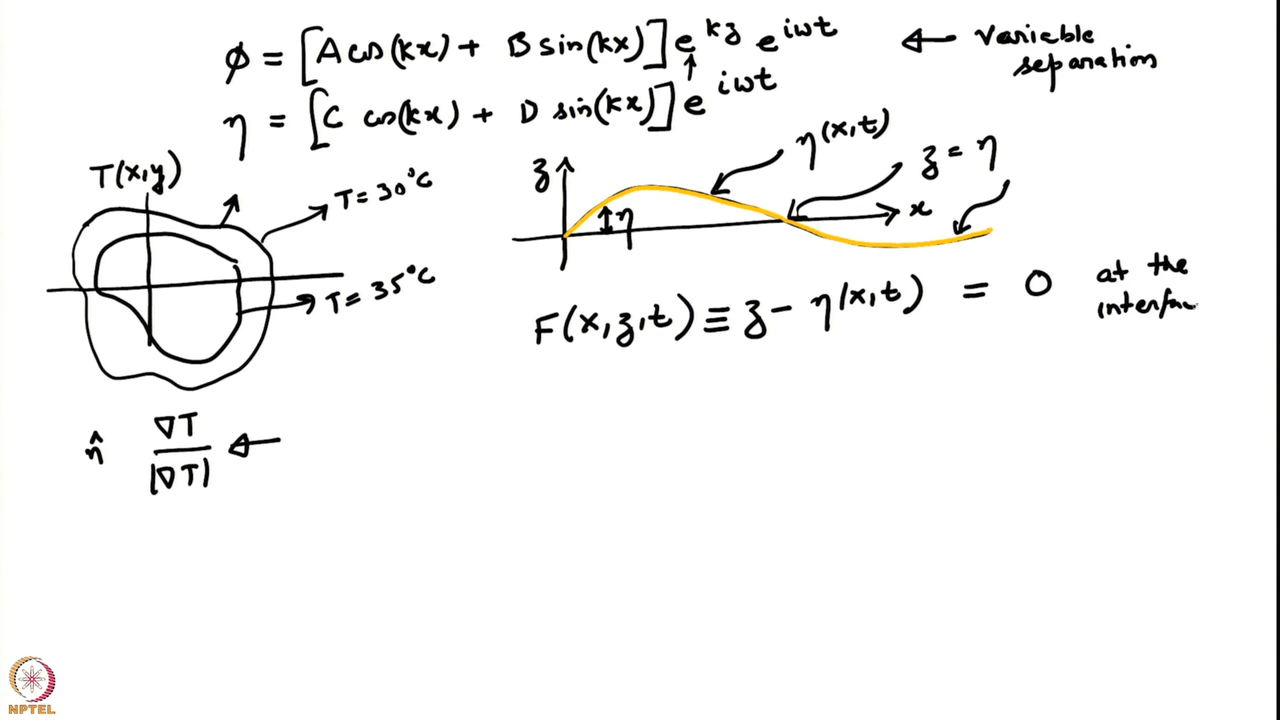 ϕ = [A cos(kx) + B sin(kx)] e^{kz} e^{iωt} ← variable separation
η = [C cos(kx) + D sin(kx)] e^{iωt}
T(x,y)
T = 30°C
T = 35°C
η(x,t)
z = η
z
η
x
F(x,z,t) ≡ z - η(x,t) = 0 at the
interfac
n̂ ∇T / |∇T| ←
NPTEL